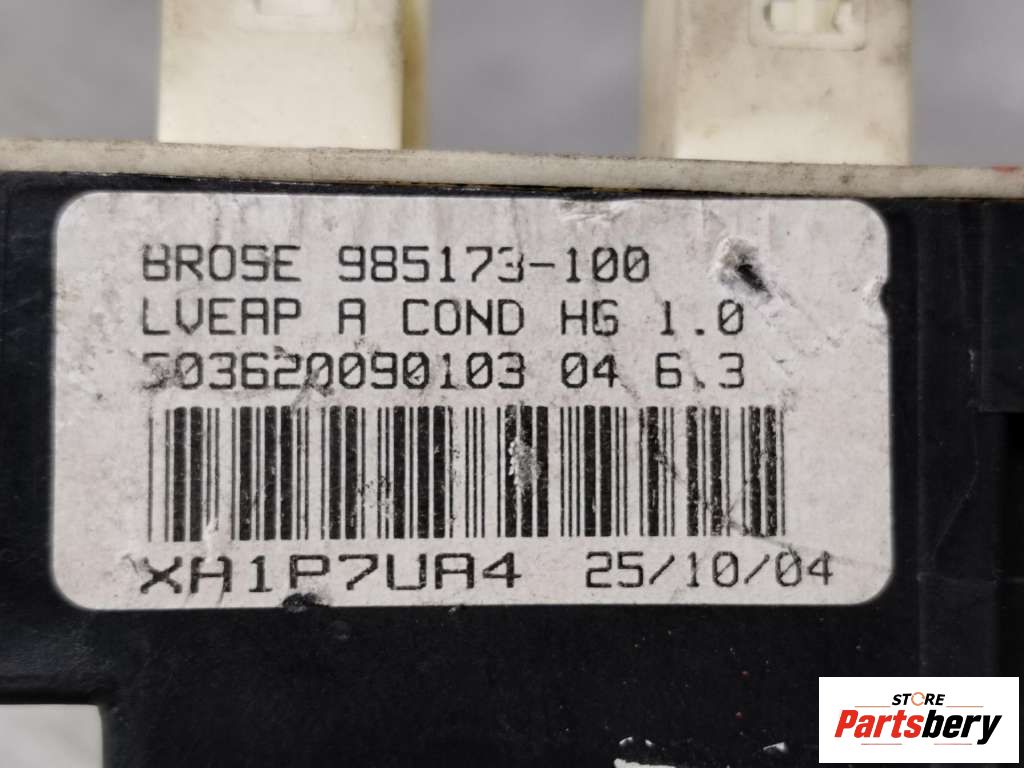 BROSE 985173-100
LVEAP A COND HG 1.0
503620090103 04 6.3
XA1P7UA4 25/10/04
STORE
Partsbery